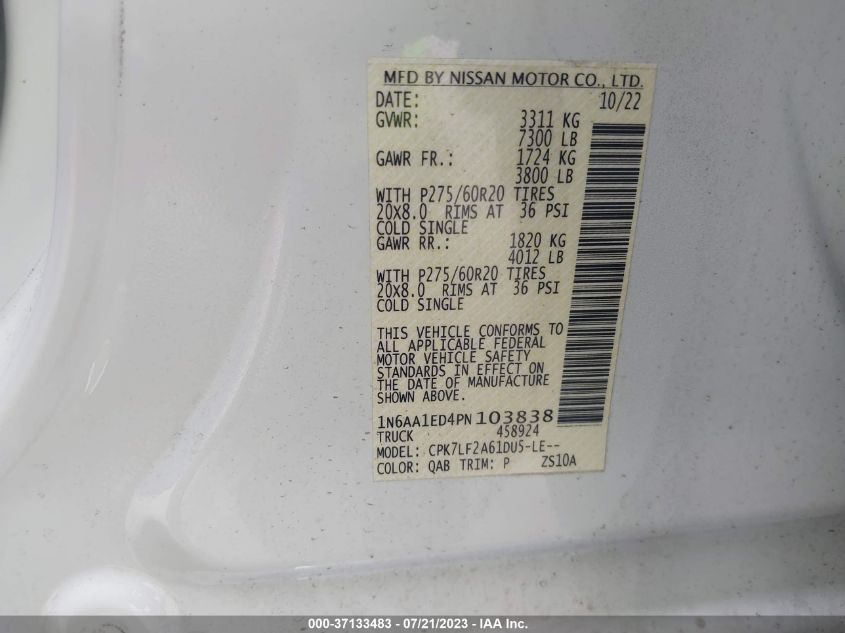 MFD BY NISSAN MOTOR CO., LTD.
DATE: 10/22
GVWR: 3311 KG
7300 LB
GAWR FR.: 1724 KG
3800 LB
WITH P275/60R20 TIRES
20X8.0 RIMS AT 36 PSI
COLD SINGLE
GAWR RR.: 1820 KG
4012 LB
WITH P275/60R20 TIRES
20X8.0 RIMS AT 36 PSI
COLD SINGLE
THIS VEHICLE CONFORMS TO
ALL APPLICABLE FEDERAL
MOTOR VEHICLE SAFETY
STANDARDS IN EFFECT ON
THE DATE OF MANUFACTURE
SHOWN ABOVE.
1N6AA1ED4PN103838
TRUCK 458924
MODEL: CPK7LF2A61DU5-LE--
COLOR: QAB TRIM: P ZS10A
000-37133483 - 07/21/2023 - IAA Inc.